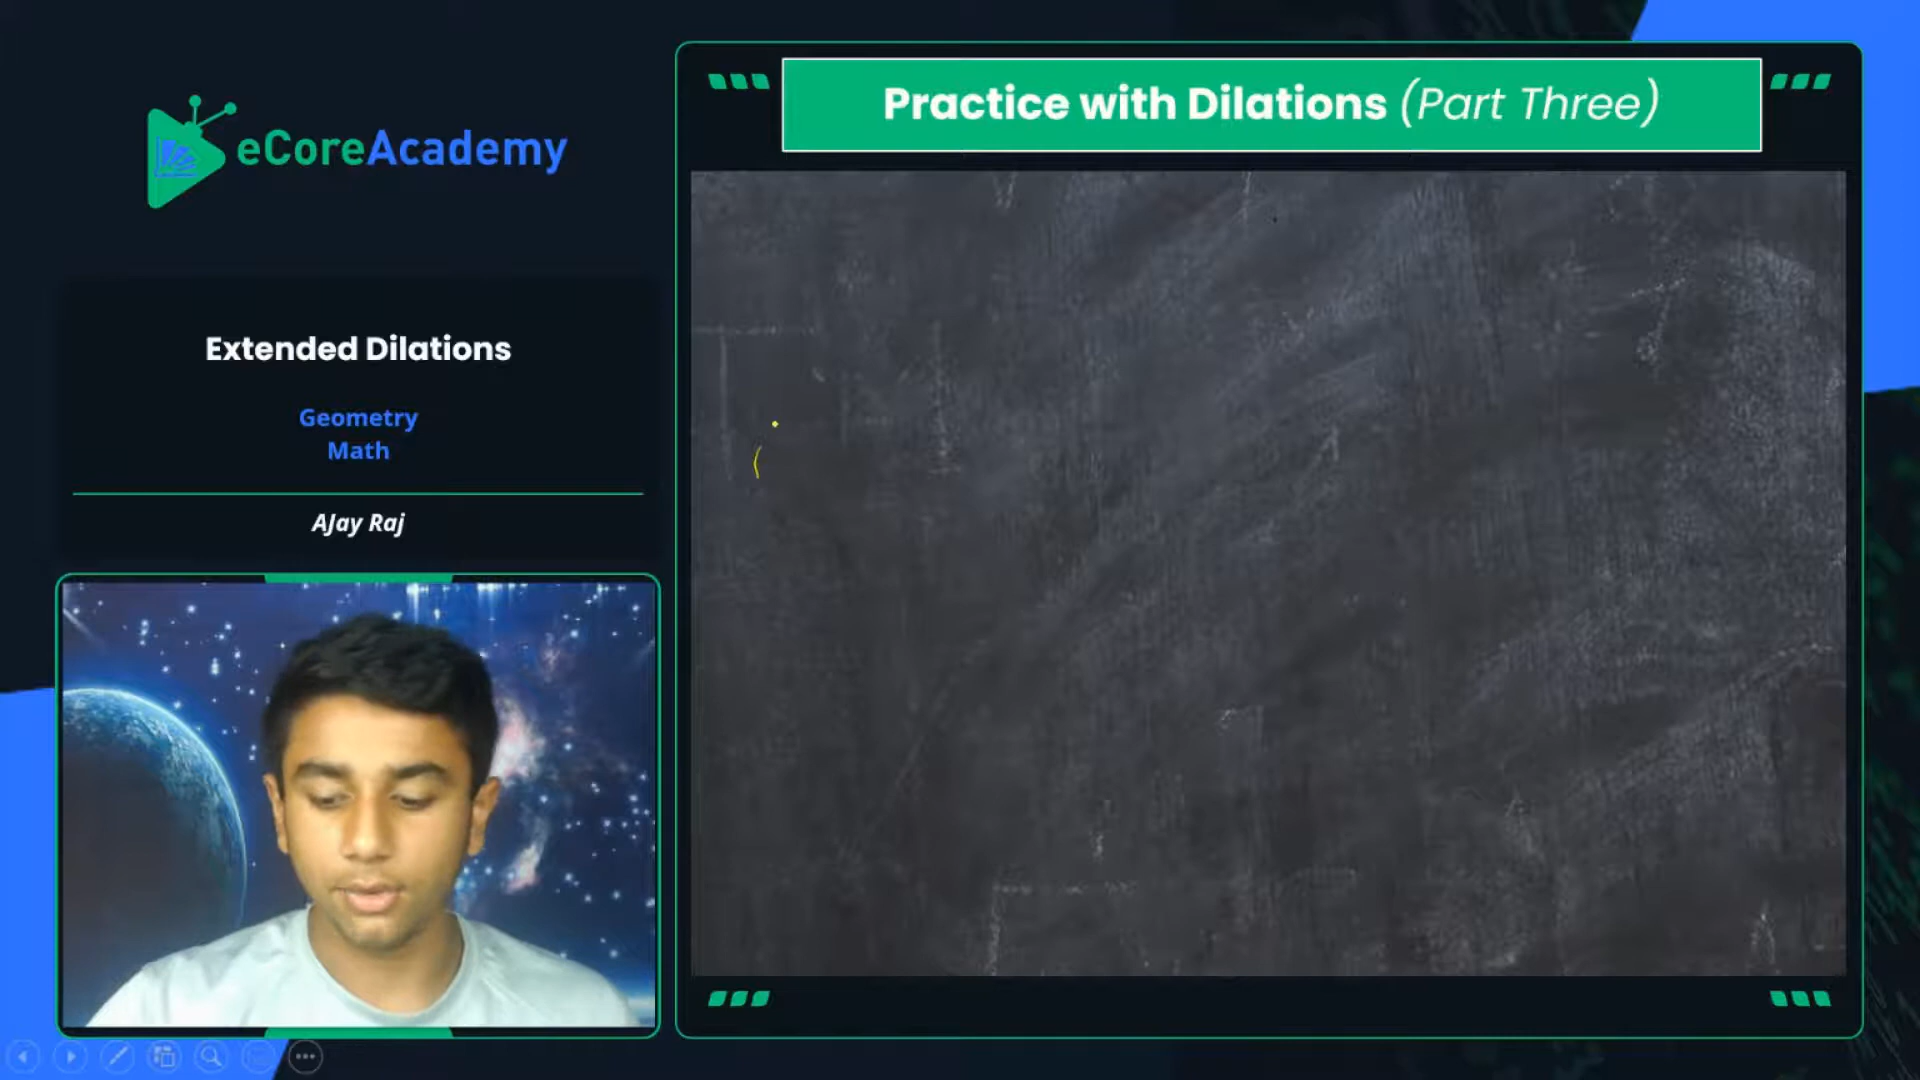 eCoreAcademy
Practice with Dilations (Part Three)
Extended Dilations
Geometry
Math
AJay Raj
(